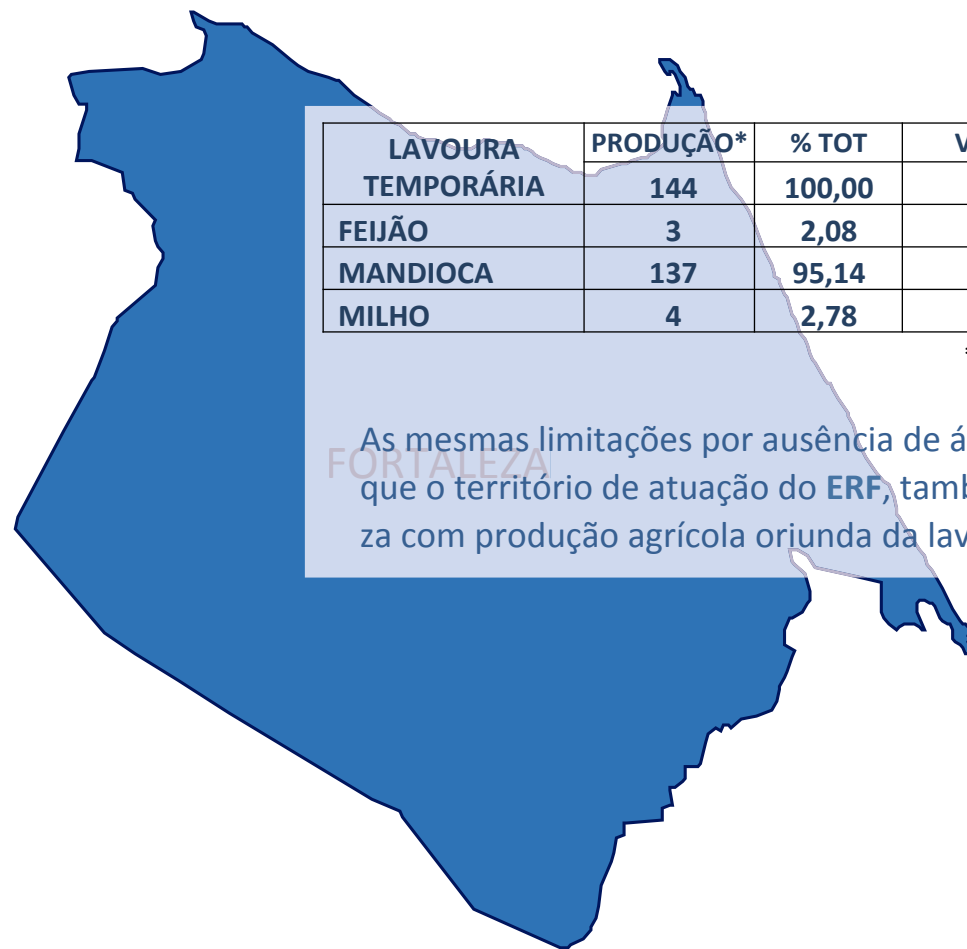 LAVOURA TEMPORÁRIA PRODUÇÃO* % TOT V
144 100,00
FEIJÃO 3 2,08
MANDIOCA 137 95,14
MILHO 4 2,78
*
As mesmas limitações por ausência de á
FORTALEZA
que o território de atuação do ERF, tamb
za com produção agrícola oriunda da lav